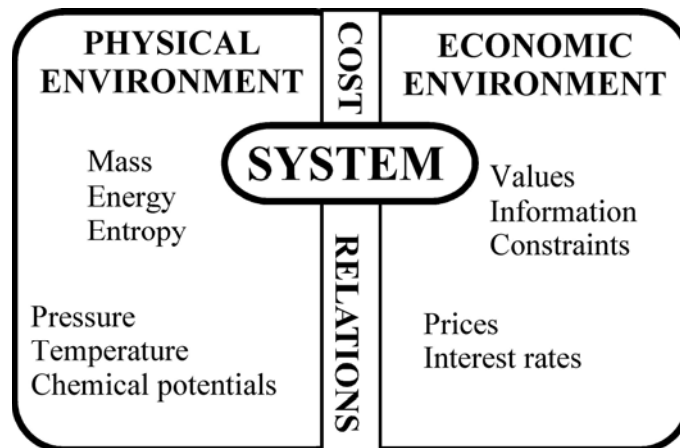 PHYSICAL
ENVIRONMENT
Mass
Energy
Entropy
Pressure
Temperature
Chemical potentials
COST
SYSTEM
RELATIONS
ECONOMIC
ENVIRONMENT
Values
Information
Constraints
Prices
Interest rates